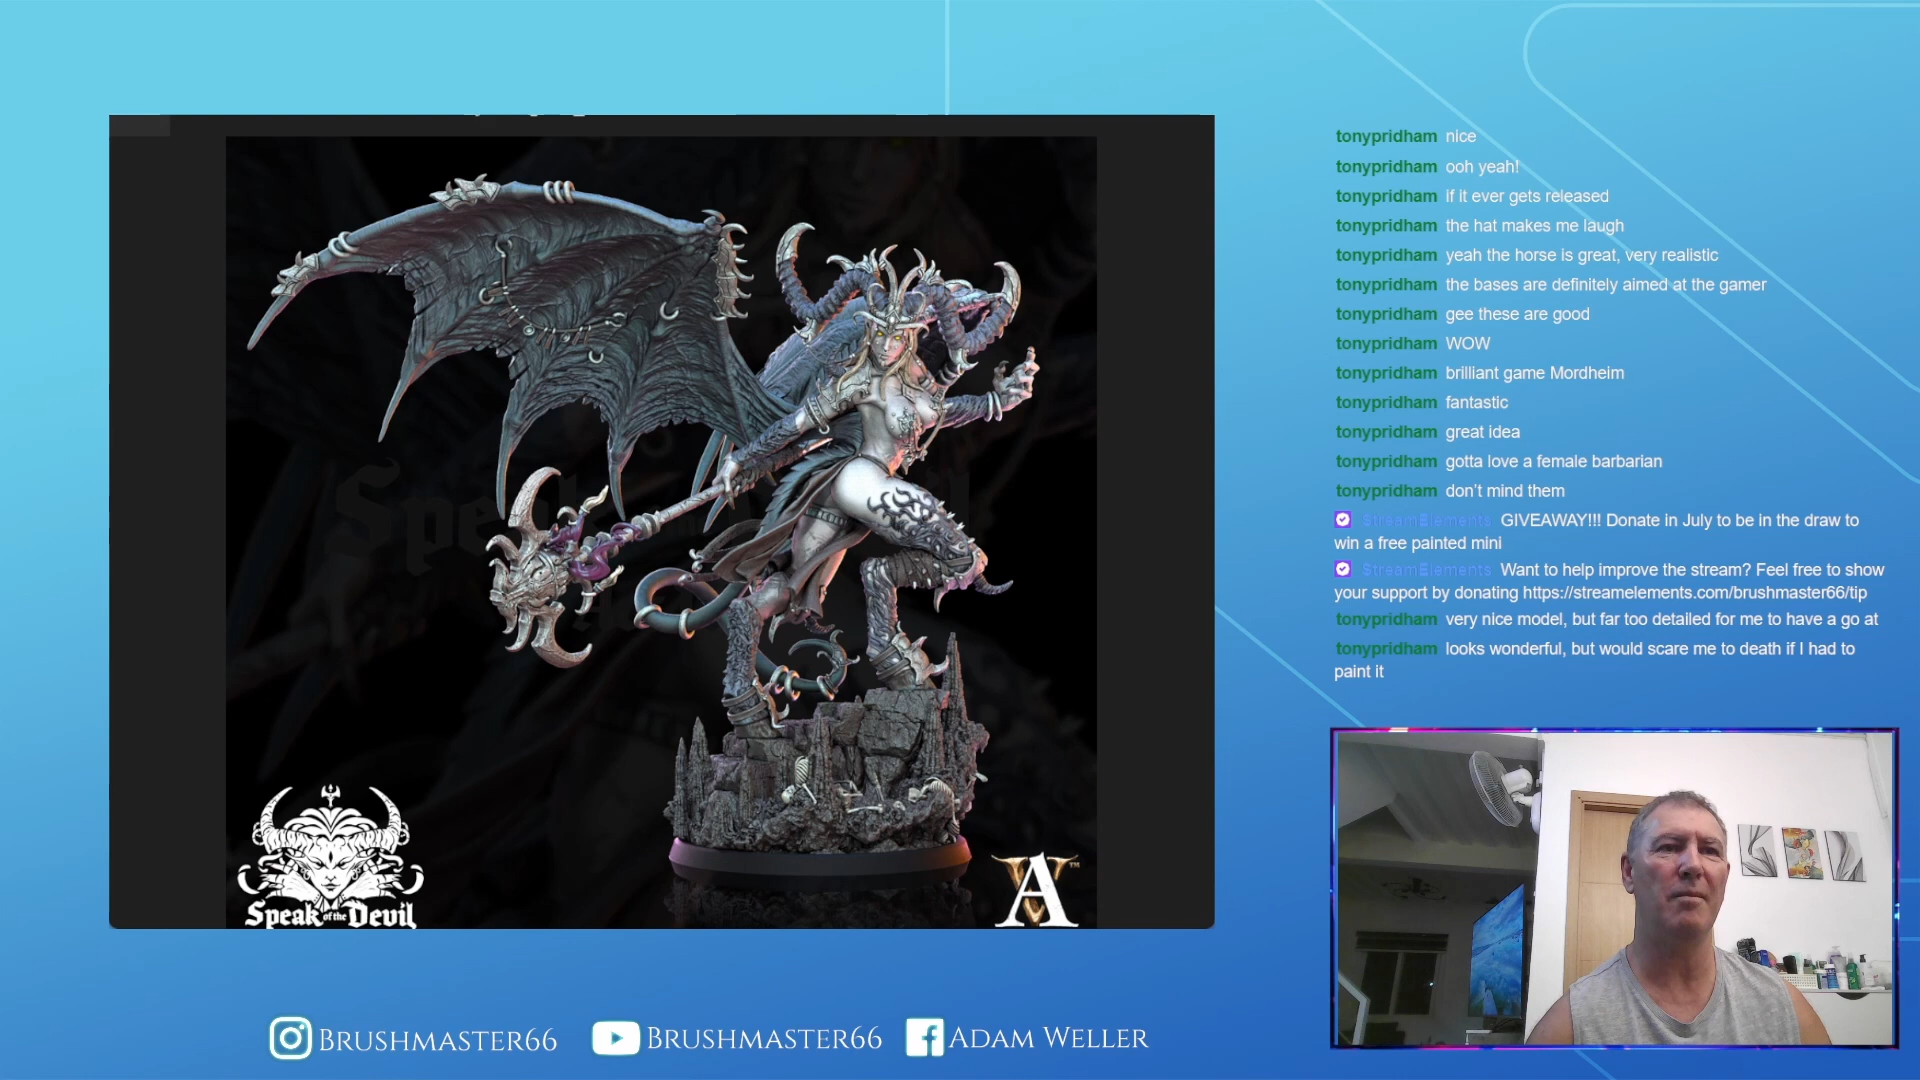 tonypridham nice
tonypridham ooh yeah!
tonypridham if it ever gets released
tonypridham the hat makes me laugh
tonypridham yeah the horse is great, very realistic
tonypridham the bases are definitely aimed at the gamer
tonypridham gee these are good
tonypridham WOW
tonypridham brilliant game Mordheim
tonypridham fantastic
tonypridham great idea
tonypridham gotta love a female barbarian
tonypridham don't mind them
StreamElements GIVEAWAY!!! Donate in July to be in the draw to
win a free painted mini
StreamElements Want to help improve the stream? Feel free to show
your support by donating https://streamelements.com/brushmaster66/tip
tonypridham very nice model, but far too detailed for me to have a go at
tonypridham looks wonderful, but would scare me to death if I had to
paint it
Speak of the Devil
BRUSHMASTER66
BRUSHMASTER66
ADAM WELLER